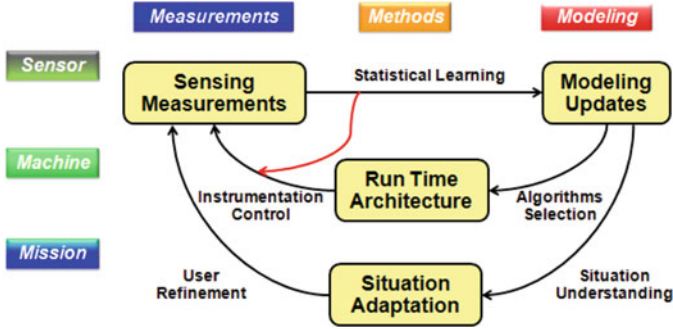 Measurements
Methods
Modeling
Sensor
Sensing
Measurements
Statistical Learning
Modeling
Updates
Machine
Instrumentation
Control
Run Time
Architecture
Algorithms
Selection
Mission
User
Refinement
Situation
Adaptation
Situation
Understanding